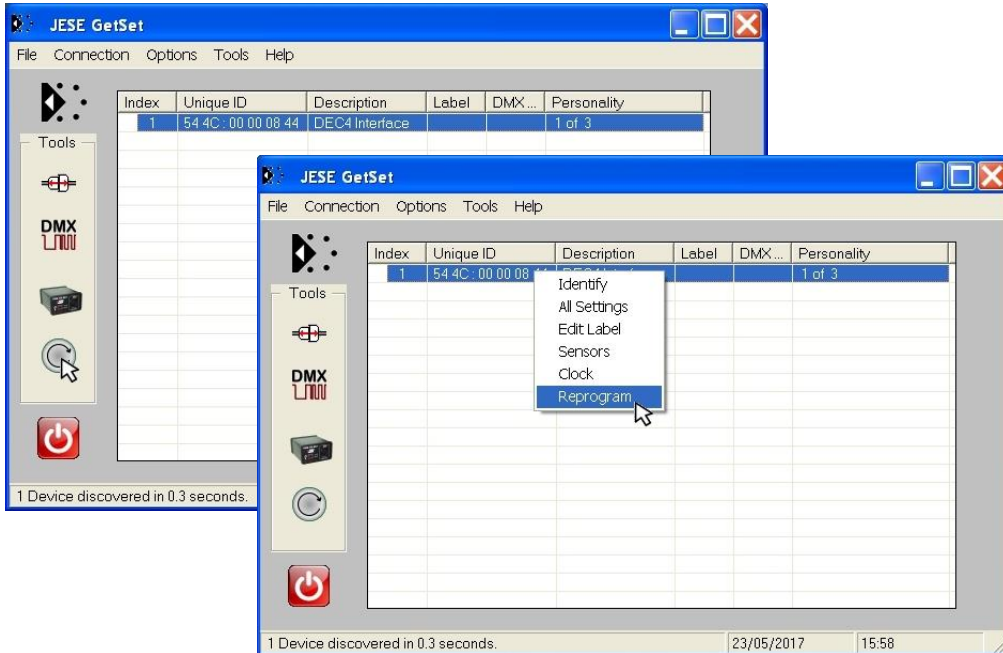 JESE GetSet
File Connection Options Tools Help
Index Unique ID Description Label DMX... Personality
1 54 4C : 00 00 08 44 DEC4 Interface 1 of 3
Tools
DMX
1 Device discovered in 0.3 seconds.
JESE GetSet
File Connection Options Tools Help
Index Unique ID Description Label DMX... Personality
1 54 4C : 00 00 08 1 of 3
Identify
All Settings
Edit Label
Sensors
Clock
Reprogram
Tools
DMX
1 Device discovered in 0.3 seconds. 23/05/2017 15:58